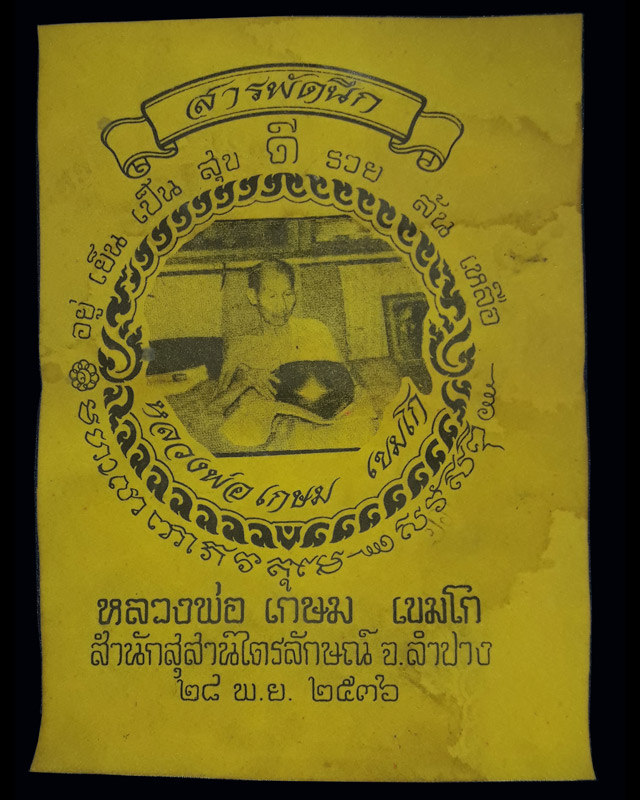 สารพัดนึก
อยู่ เย็น เป็น สุข ดี รวย ล้น เหลือ
หลวงพ่อ เกษม เขมโก
หลวงพ่อ เกษม เขมโก
สำนักสุสานไตรลักษณ์ จ.ลำปาง
๒๘ พ.ย. ๒๕๓๖